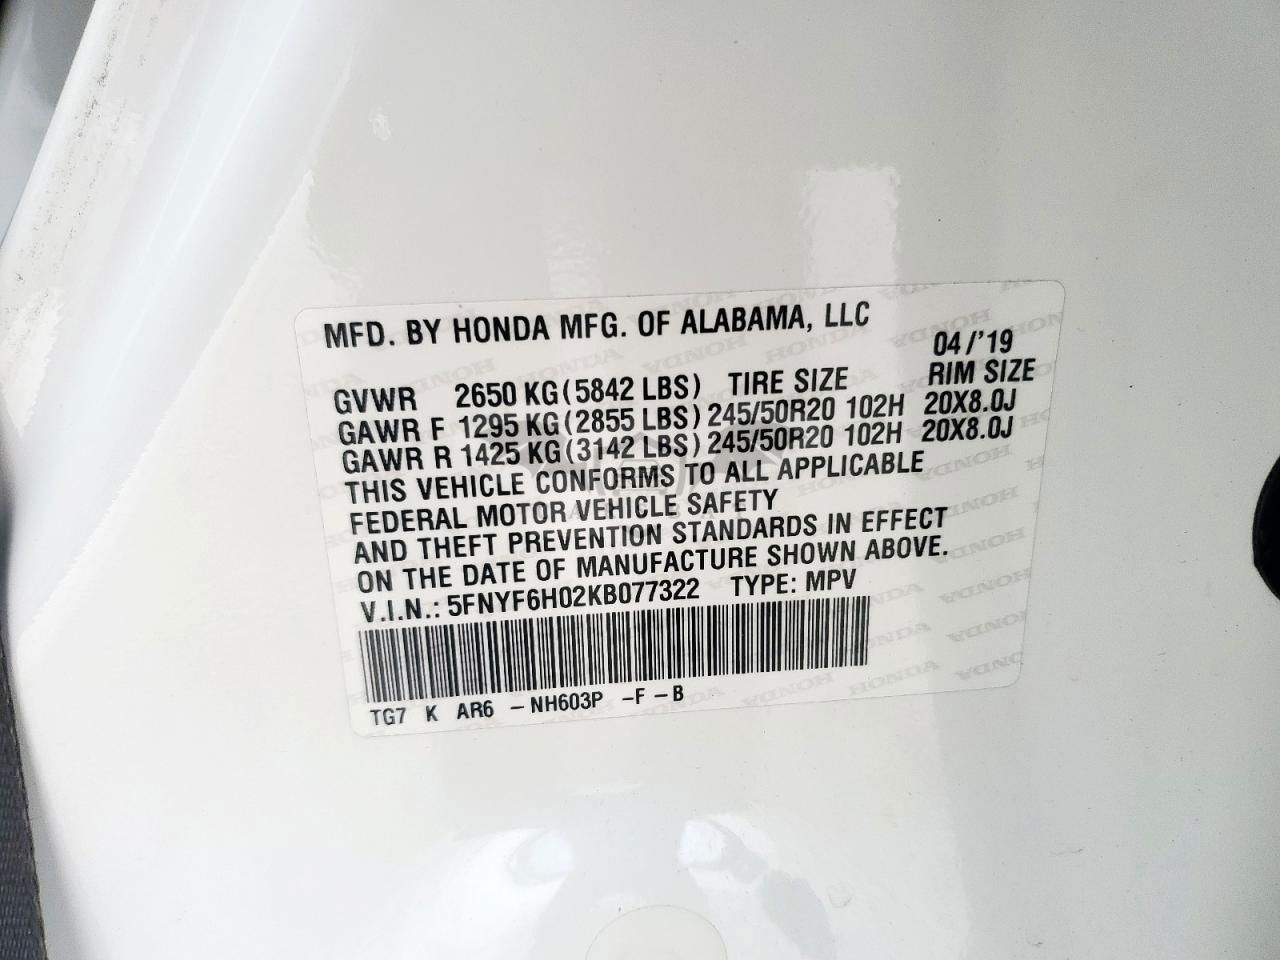 MFD. BY HONDA MFG. OF ALABAMA, LLC
04/'19
GVWR 2650 KG(5842 LBS) TIRE SIZE RIM SIZE
GAWR F 1295 KG(2855 LBS) 245/50R20 102H 20X8.0J
GAWR R 1425 KG(3142 LBS) 245/50R20 102H 20X8.0J
THIS VEHICLE CONFORMS TO ALL APPLICABLE
FEDERAL MOTOR VEHICLE SAFETY
AND THEFT PREVENTION STANDARDS IN EFFECT
ON THE DATE OF MANUFACTURE SHOWN ABOVE.
V.I.N.: 5FNYF6H02KB077322 TYPE: MPV
TG7 K AR6 -NH603P -F-B